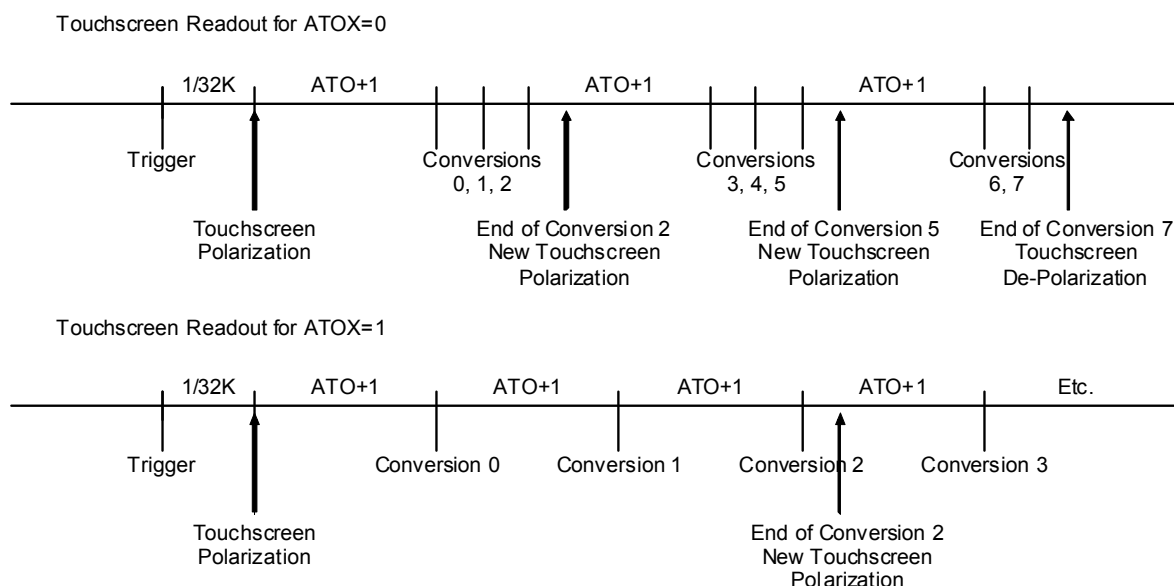 Touchscreen Readout for ATOX=0
1/32K ATO+1 ATO+1 ATO+1
Trigger Conversions Conversions Conversions
0, 1, 2 3, 4, 5 6, 7
Touchscreen End of Conversion 2 End of Conversion 5 End of Conversion 7
Polarization New Touchscreen New Touchscreen Touchscreen
Polarization Polarization De-Polarization
Touchscreen Readout for ATOX=1
1/32K ATO+1 ATO+1 ATO+1 ATO+1 Etc.
Trigger Conversion 0 Conversion 1 Conversion 2 Conversion 3
Touchscreen End of Conversion 2
Polarization New Touchscreen
Polarization